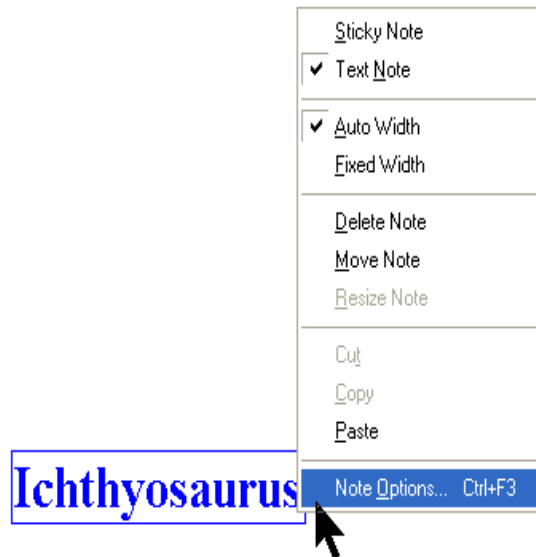 Sticky Note
Text Note
Auto Width
Fixed Width
Delete Note
Move Note
Resize Note
Cut
Copy
Paste
Note Options... Ctrl+F3
Ichthyosaurus